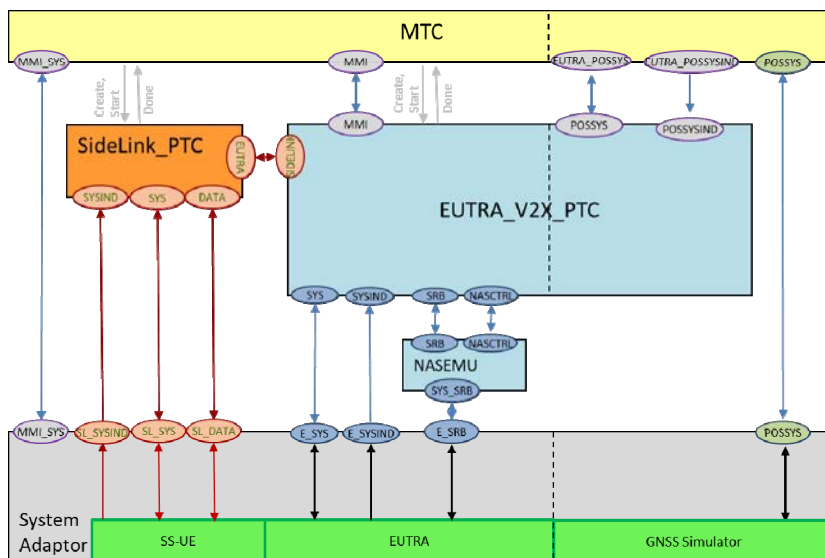 MTC
MMI_SYS
MMI
EUTRA_POSSYS
EUTRA_POSSYSIND
POSSYS
Create,
Start
Done
Create,
Start
Done
SideLink_PTC
EUTRA
SIDELINK
MMI
POSSYS
POSSYSIND
SYSIND
SYS
DATA
EUTRA_V2X_PTC
SYS
SYSIND
SRB
NASCTRL
SRB
NASCTRL
NASEMU
SYS_SRB
MMI_SYS
SL_SYSIND
SL_SYS
SL_DATA
E_SYS
E_SYSIND
E_SRB
POSSYS
System
Adaptor
SS-UE
EUTRA
GNSS Simulator